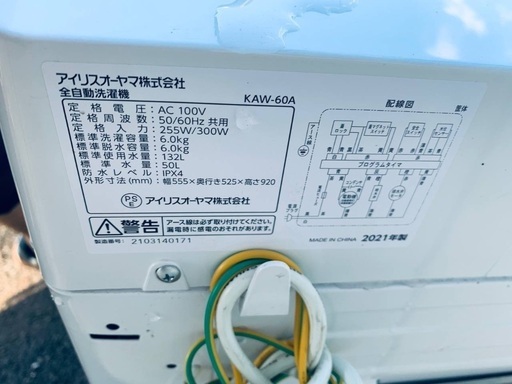 アイリスオーヤマ株式会社
全自動洗濯機 KAW-60A
定格電圧：AC 100V
定格周波数：50/60Hz 共用
定格入力：255W/300W
標準洗濯容量：6.0kg
標準脱水容量：6.0kg
標準使用水量：132L
標準水量：50L
防水レベル：IPX4
外形寸法(mm)：幅555×奥行き525×高さ920
PSE アイリスオーヤマ株式会社
警告 アース線は必ず取り付けてください。
漏電時に感電のおそれがあります。
製造番号：2103140171
配線図
プログラムタイマ
MADE IN CHINA 2021年製